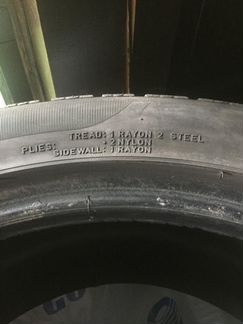 TREAD: 1 RAYON 2 STEEL
PLIES: + 2 NYLON
SIDEWALL: 1 RAYON